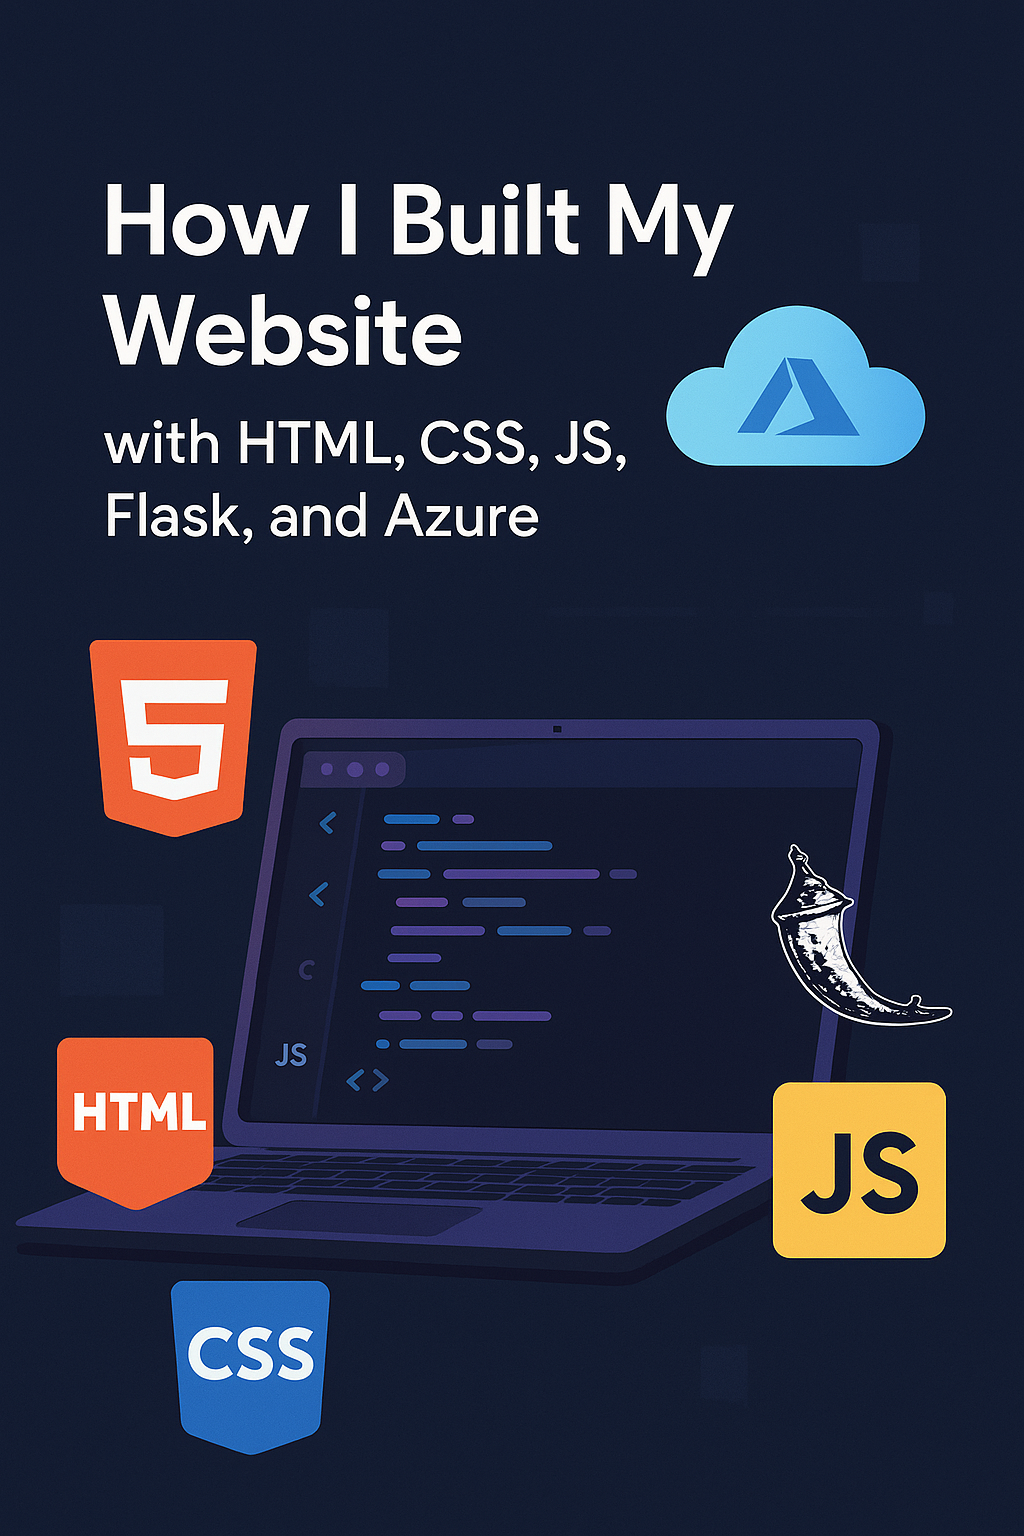 How I Built My
Website
with HTML, CSS, JS,
Flask, and Azure
5
C
JS
< >
HTML
JS
CSS